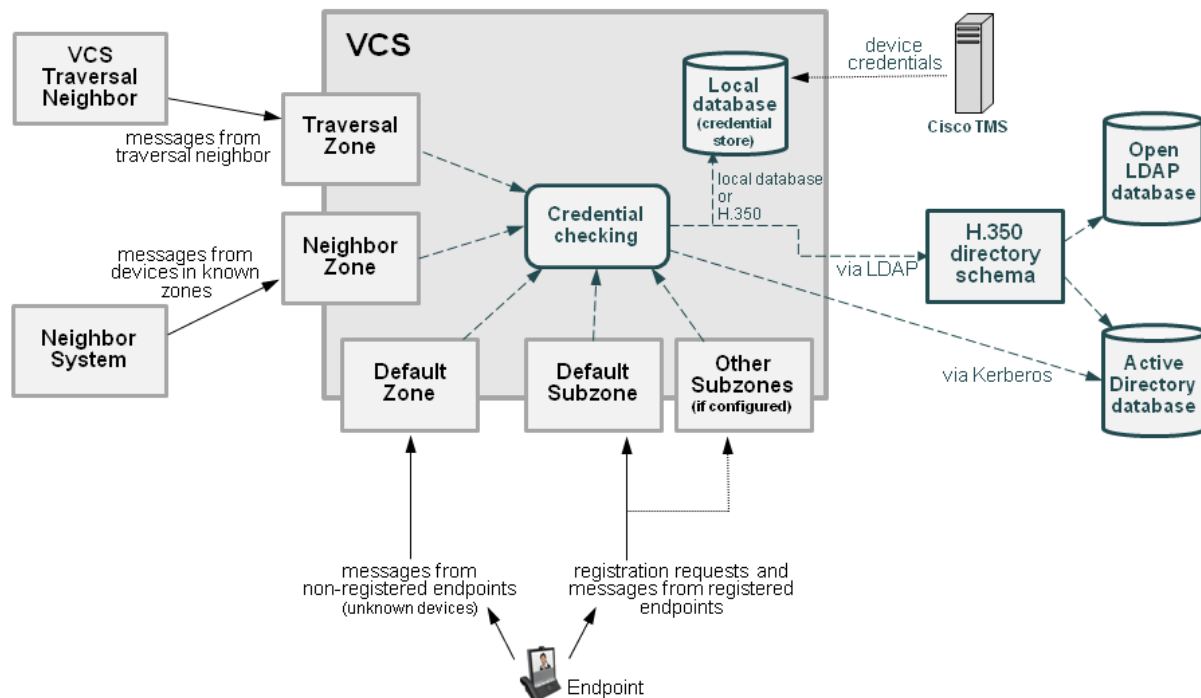 VCS
Traversal
Neighbor
messages from
traversal neighbor
messages from
devices in known
zones
Neighbor
System
VCS
Traversal
Zone
Neighbor
Zone
Credential
checking
Local
database
(credential
store)
local database
or
H.350
device
credentials
Cisco TMS
Open
LDAP
database
H.350
directory
schema
via LDAP
via Kerberos
Active
Directory
database
Default
Zone
Default
Subzone
Other
Subzones
(if configured)
messages from
non-registered endpoints
(unknown devices)
registration requests and
messages from registered
endpoints
Endpoint